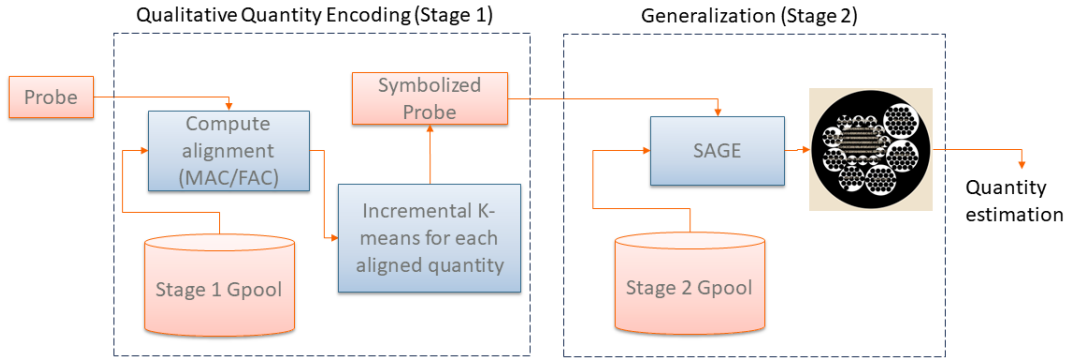 Qualitative Quantity Encoding (Stage 1)
Generalization (Stage 2)
Probe
Compute
alignment
(MAC/FAC)
Stage 1 Gpool
Symbolized
Probe
Incremental K-
means for each
aligned quantity
SAGE
Stage 2 Gpool
Quantity
estimation